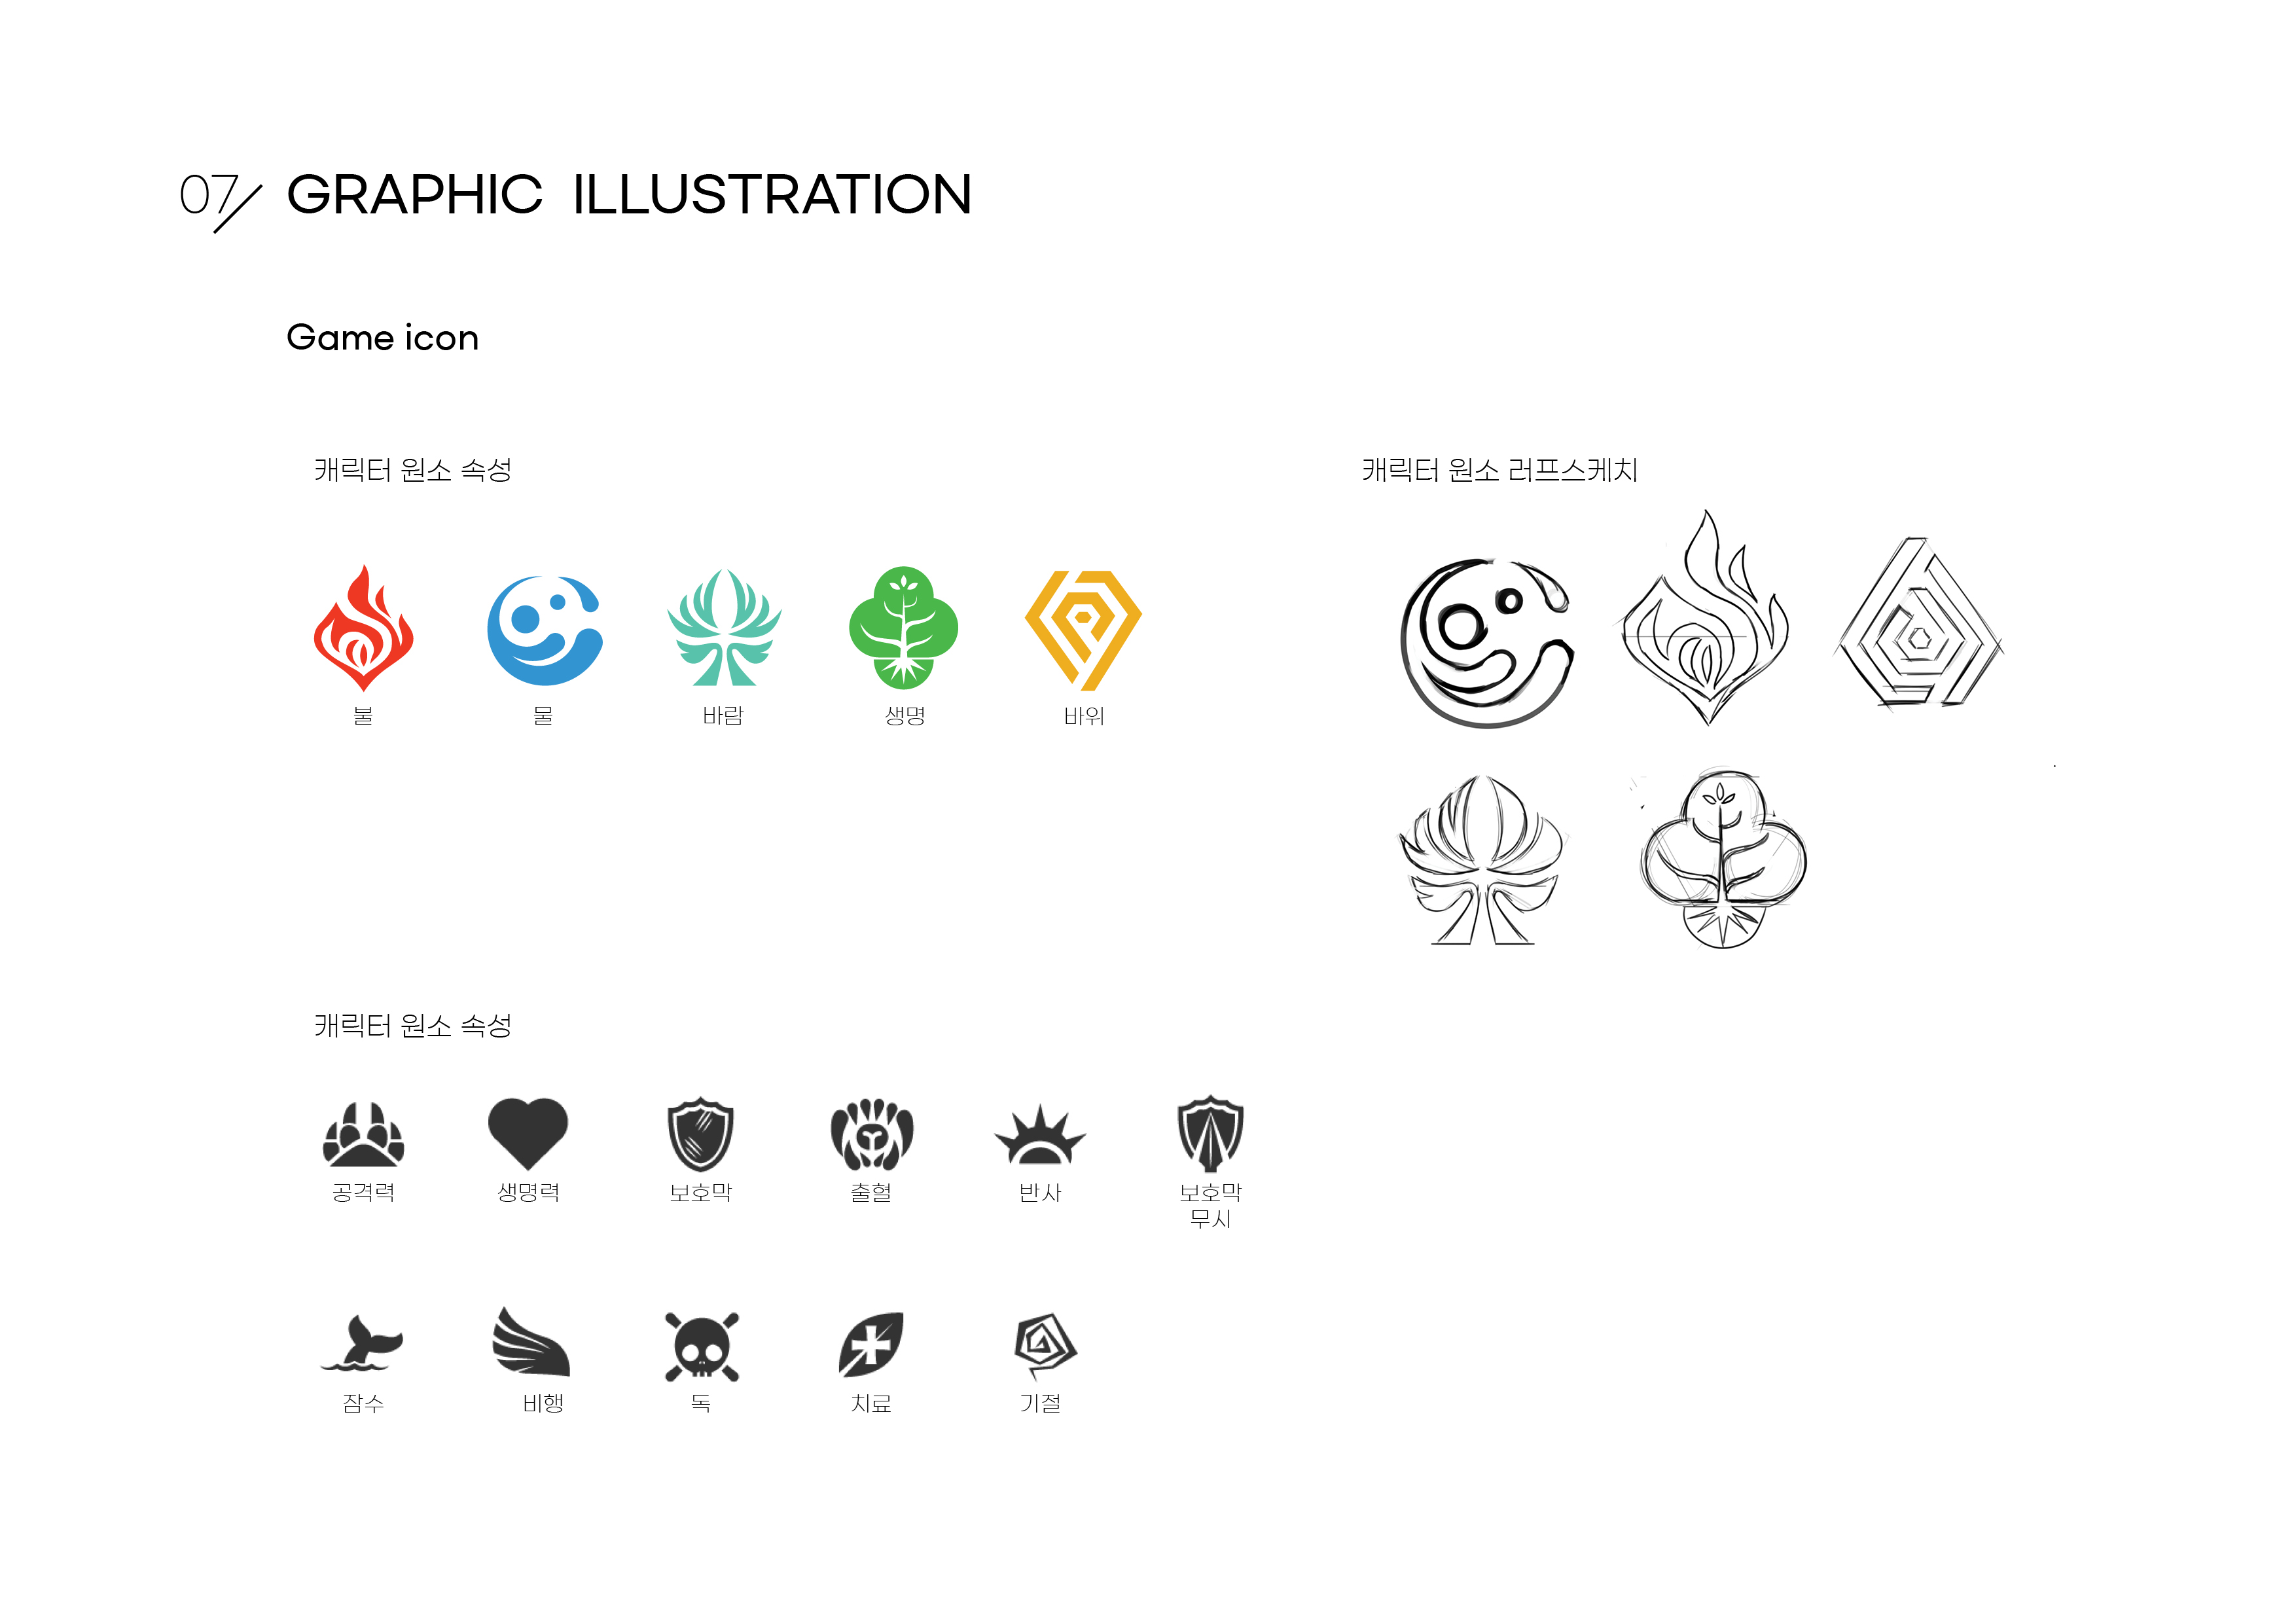 07/ GRAPHIC ILLUSTRATION
Game icon
캐릭터 원소 속성
불 물 바람 생명 바위
캐릭터 원소 러프스케치
캐릭터 원소 속성
공격력 생명력 보호막 출혈 반사 보호막
무시
잠수 비행 독 치료 기절